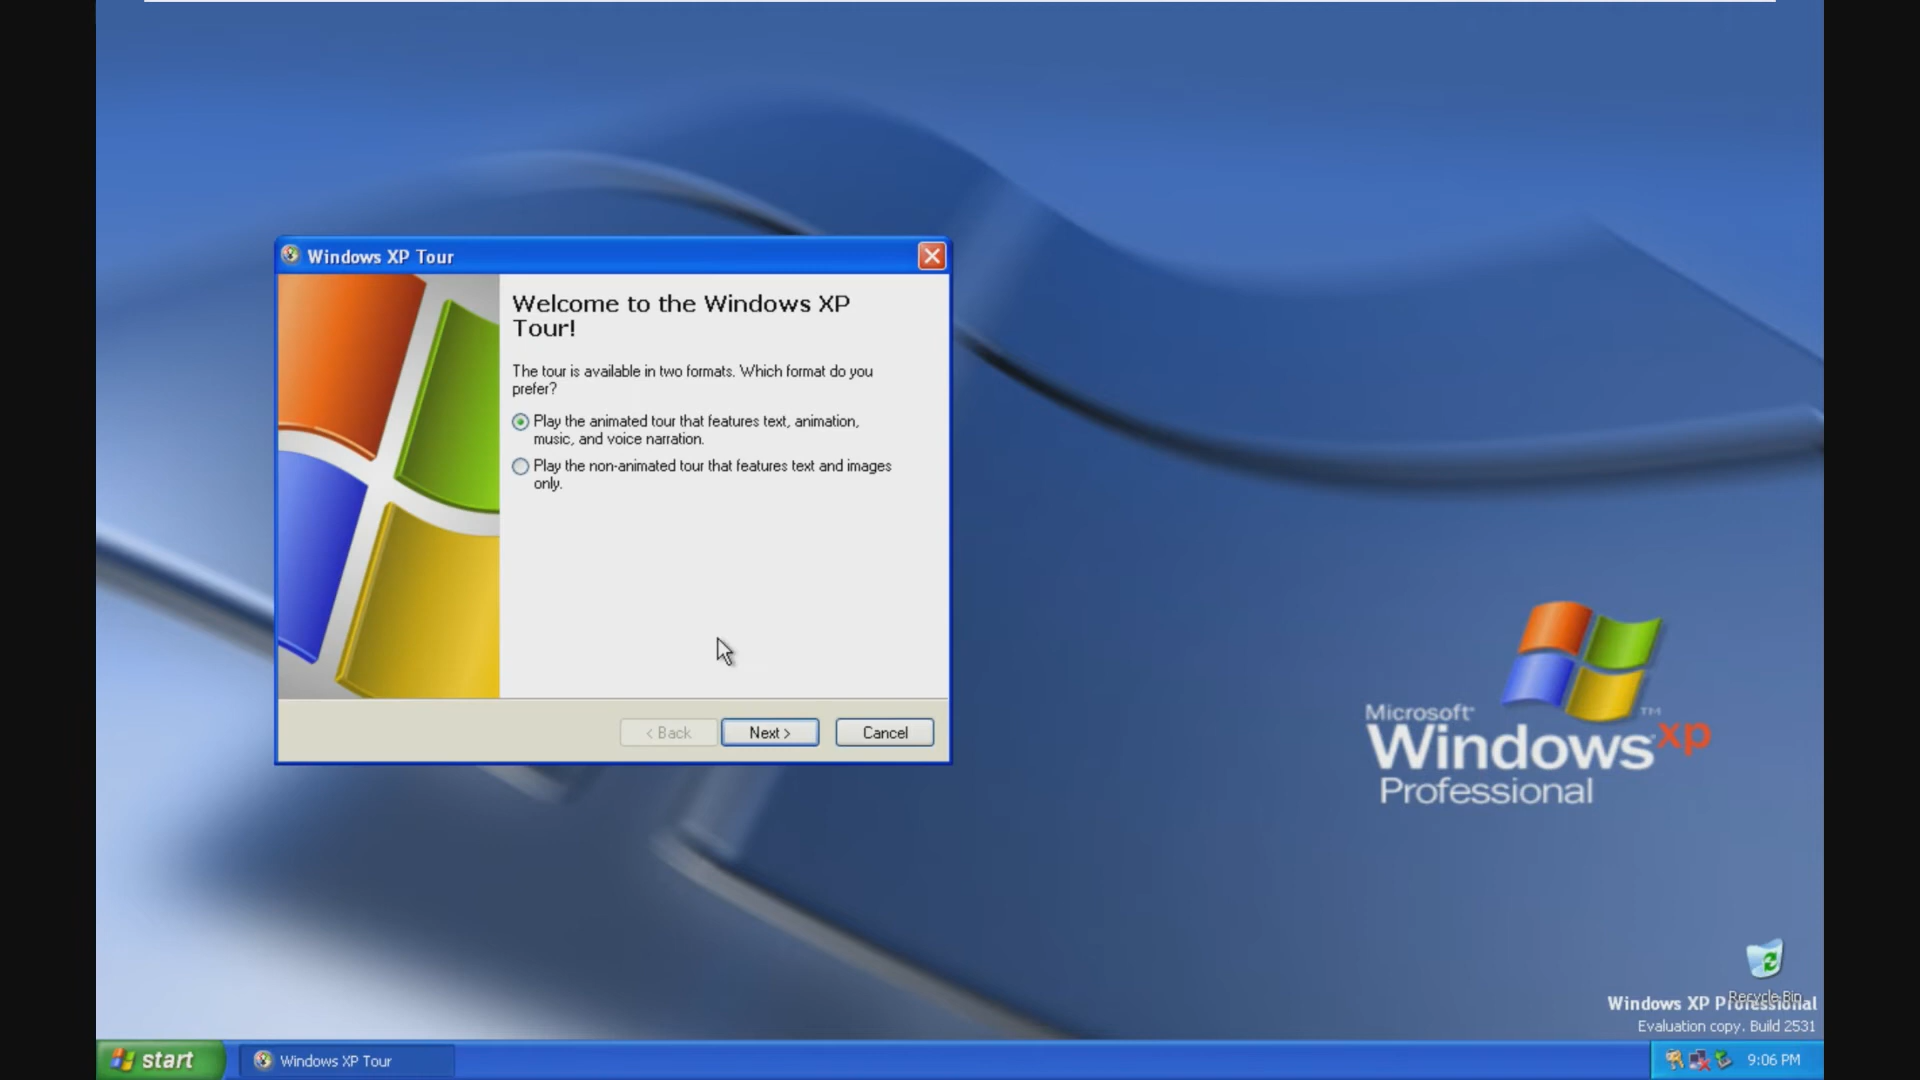 Windows XP Tour
Welcome to the Windows XP
Tour!
The tour is available in two formats. Which format do you
prefer?
Play the animated tour that features text, animation,
music, and voice narration.
Play the non-animated tour that features text and images
only.
< Back
Next >
Cancel
Microsoft
Windows xp TM
Professional
Recycle Bin
Windows XP Professional
Evaluation copy. Build 2531
start
Windows XP Tour
9:06 PM